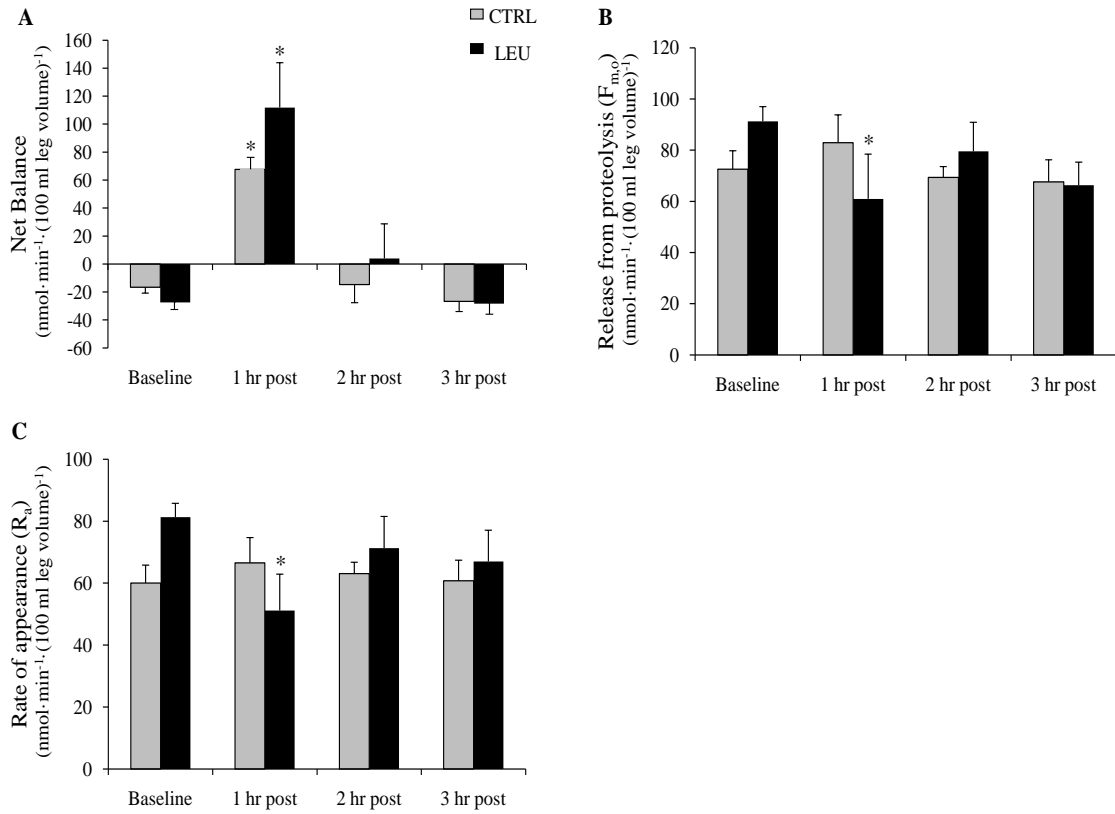 A
CTRL
LEU
Net Balance
(nmol·min⁻¹·(100 ml leg volume)⁻¹
160
140
120
100
80
60
40
20
0
-20
-40
-60
*
*
Baseline
1 hr post
2 hr post
3 hr post
B
Release from proteolysis (Fm,o)
(nmol·min⁻¹·(100 ml leg volume)⁻¹
120
100
80
60
40
20
0
*
Baseline
1 hr post
2 hr post
3 hr post
C
Rate of appearance (Ra)
(nmol·min⁻¹·(100 ml leg volume)⁻¹
100
80
60
40
20
0
*
Baseline
1 hr post
2 hr post
3 hr post